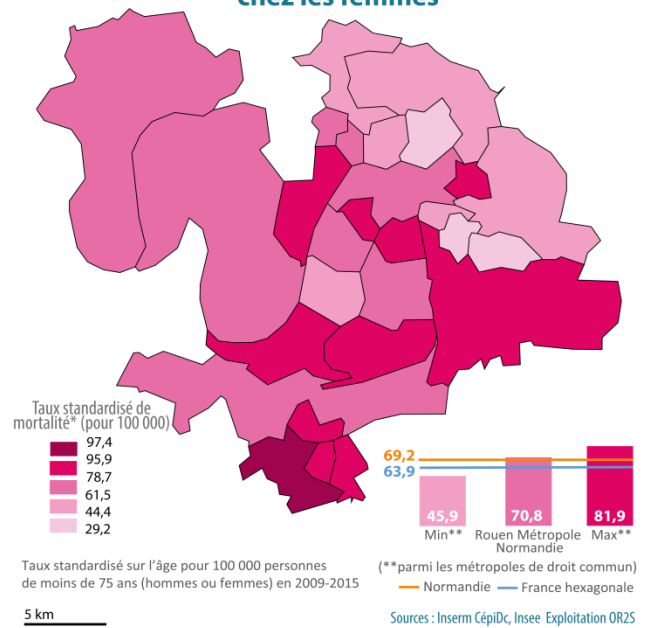 chez les femmes
Taux standardisé de
mortalité* (pour 100 000)
97,4
95,9
78,7
61,5
44,4
29,2
69,2
63,9
45,9
70,8
81,9
Min**
Rouen Métropole
Normandie
Max**
(**parmi les métropoles de droit commun)
Normandie
France hexagonale
Taux standardisé sur l'âge pour 100 000 personnes
de moins de 75 ans (hommes ou femmes) en 2009-2015
5 km
Sources : Inserm CépiDc, Insee Exploitation OR2S